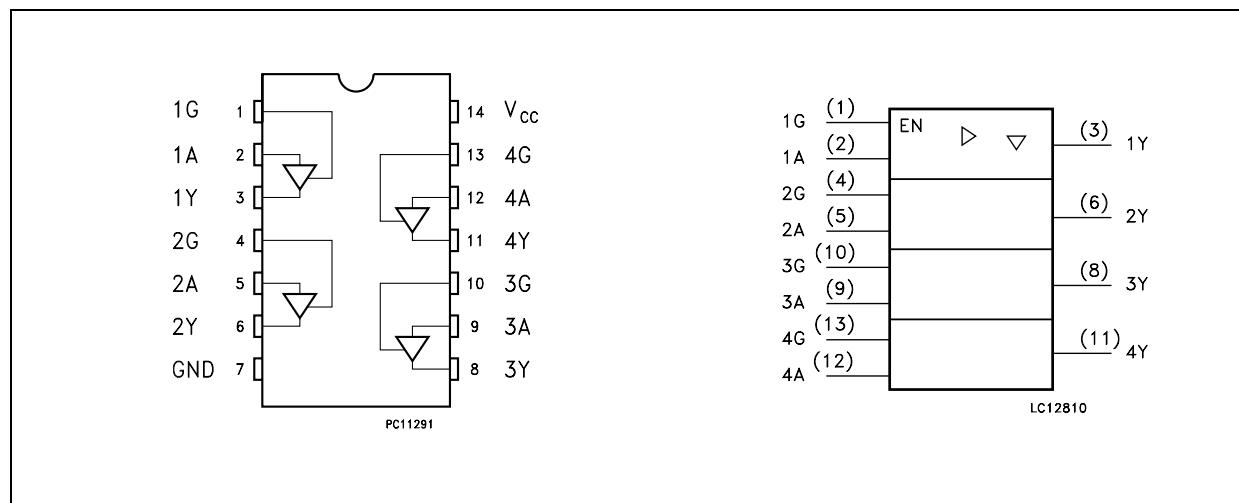 1G 1 14 VCC
1A 2 13 4G
1Y 3 12 4A
2G 4 11 4Y
2A 5 10 3G
2Y 6 9 3A
GND 7 8 3Y
PC11291
1G (1) EN (3) 1Y
1A (2)
2G (4) (6) 2Y
2A (5)
3G (10) (8) 3Y
3A (9)
4G (13) (11) 4Y
4A (12)
LC12810